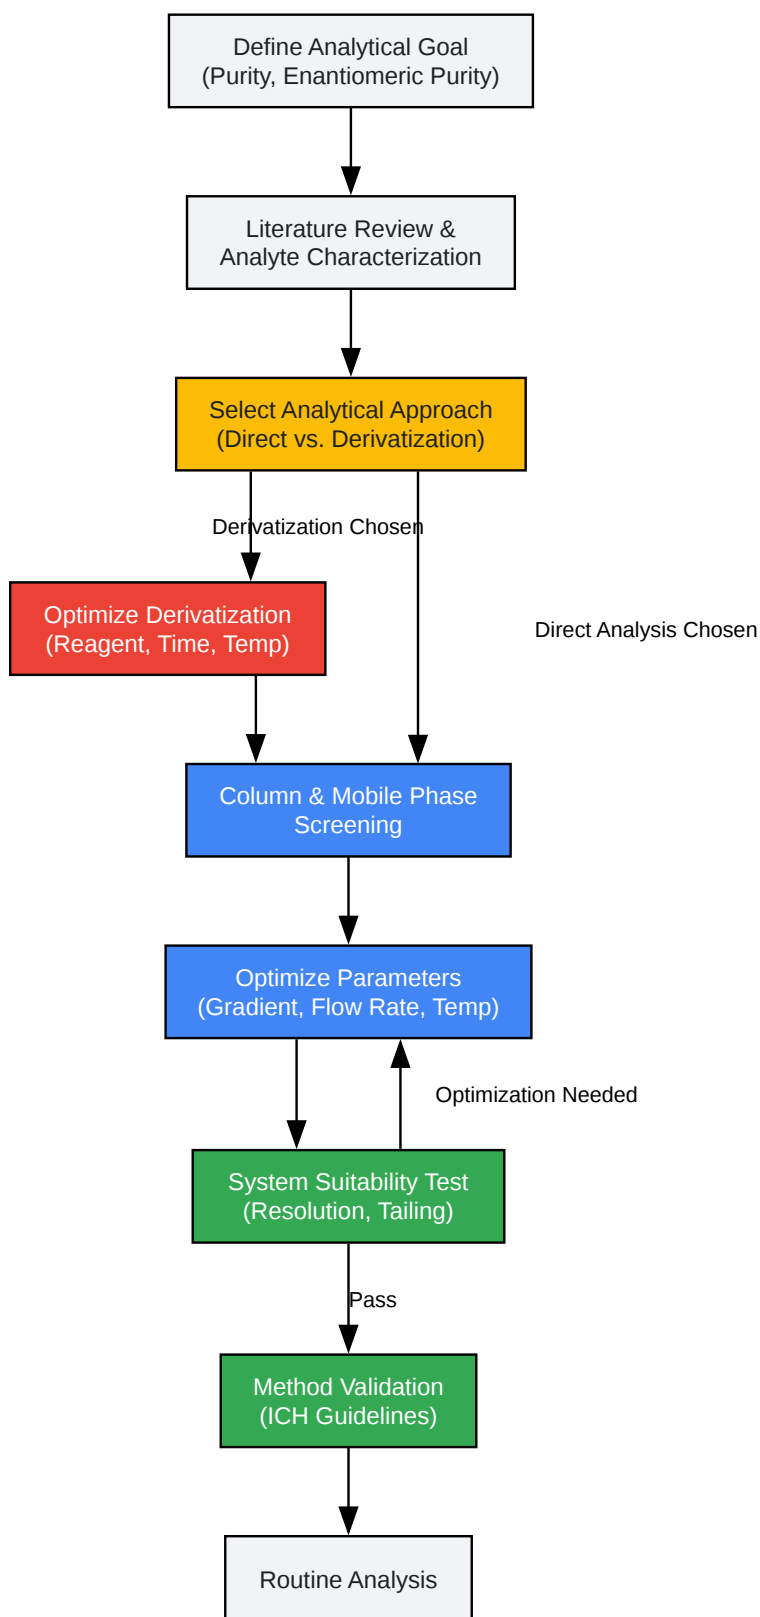 Define Analytical Goal
(Purity, Enantiomeric Purity)
Literature Review &
Analyte Characterization
Select Analytical Approach
(Direct vs. Derivatization)
Derivatization Chosen
Optimize Derivatization
(Reagent, Time, Temp)
Direct Analysis Chosen
Column & Mobile Phase
Screening
Optimize Parameters
(Gradient, Flow Rate, Temp)
Optimization Needed
System Suitability Test
(Resolution, Tailing)
Pass
Method Validation
(ICH Guidelines)
Routine Analysis